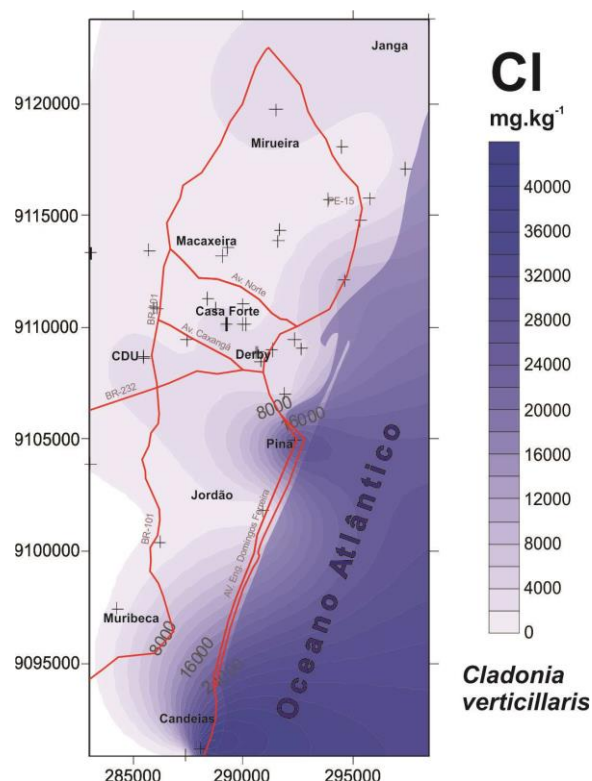 Janga
Cl
mg.kg⁻¹
9120000
Mirueira
PE-15
9115000
Macaxeira
Av. Norte
BR-101
Casa Forte
9110000
Av. Caxangá
CDU
Derby
BR-232
8000
16000
9105000
Pina
Jordão
Oceano Atlântico
AV. Eng. Domingos Ferreira
BR-101
9100000
Muribeca
8000
16000
9095000
Candeias
285000
290000
295000
40000
36000
32000
28000
24000
20000
16000
12000
8000
4000
0
Cladonia
verticillaris